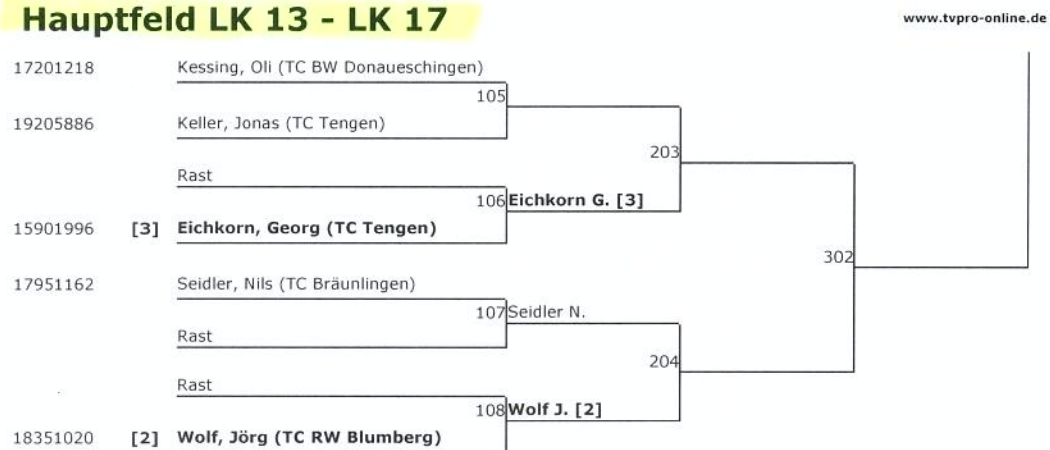 Hauptfeld LK 13 - LK 17
www.tvpro-online.de
17201218 Kessing, Oli (TC BW Donaueschingen)
105
19205886 Keller, Jonas (TC Tengen)
203
Rast
106 Eichkorn G. [3]
15901996 [3] Eichkorn, Georg (TC Tengen)
302
17951162 Seidler, Nils (TC Bräunlingen)
107 Seidler N.
Rast
204
Rast
108 Wolf J. [2]
18351020 [2] Wolf, Jörg (TC RW Blumberg)